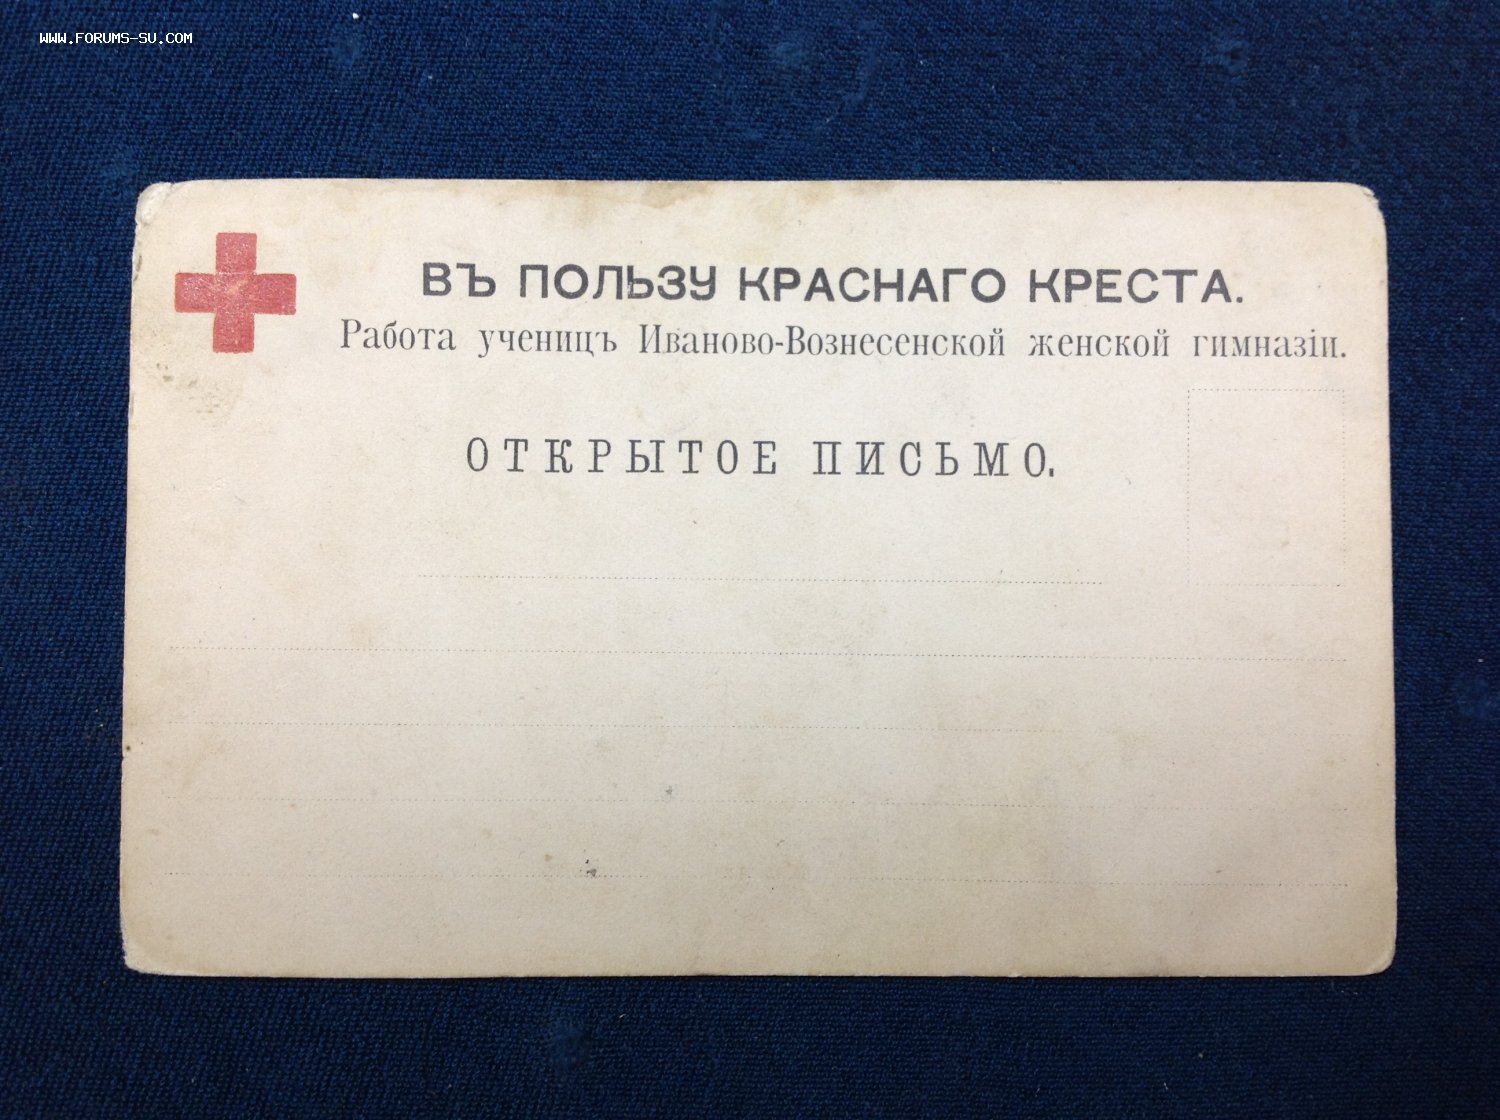 WWW.FORUMS-SU.COM
ВЪ ПОЛЬЗУ КРАСНАГО КРЕСТА.
Работа ученицъ Иваново-Вознесенской женской гимназіи.
ОТКРЫТОЕ ПИСЬМО.